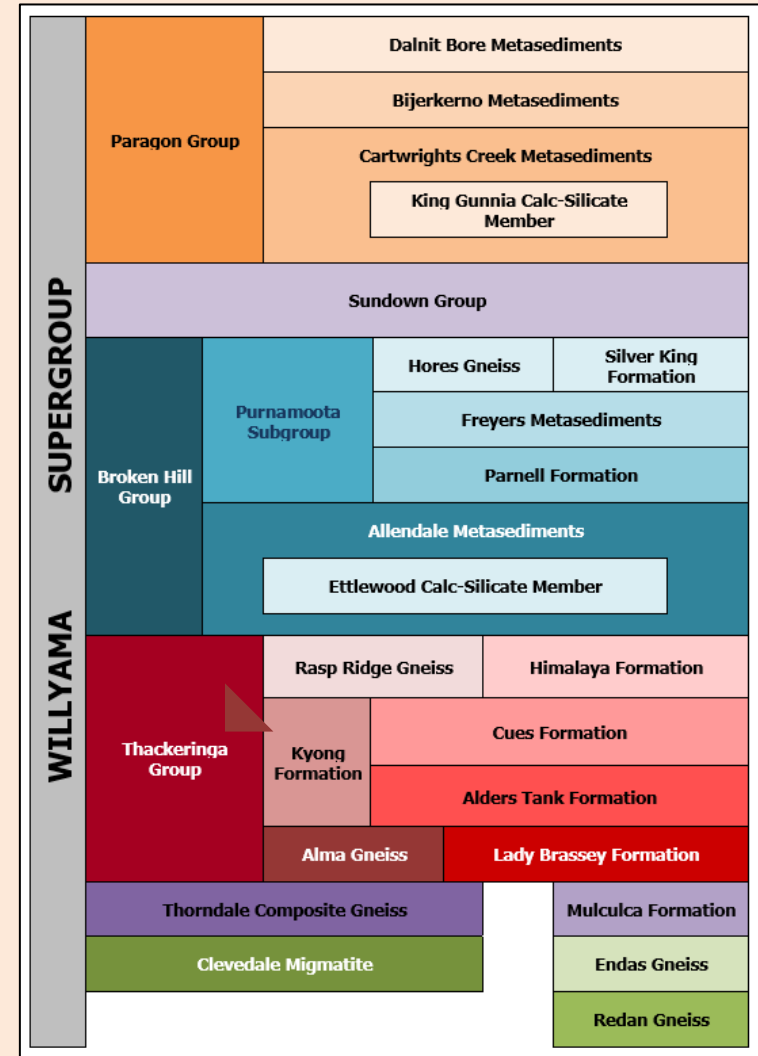 WILLYAMA SUPERGROUP
Paragon Group
Dalnit Bore Metasediments
Bijerkerno Metasediments
Cartwrights Creek Metasediments
King Gunnia Calc-Silicate
Member
Sundown Group
Broken Hill
Group
Purnamoota
Subgroup
Hores Gneiss
Silver King
Formation
Freyers Metasediments
Parnell Formation
Allendale Metasediments
Ettlewood Calc-Silicate Member
Thackeringa
Group
Rasp Ridge Gneiss
Himalaya Formation
Kyong
Formation
Cues Formation
Alders Tank Formation
Alma Gneiss
Lady Brassey Formation
Thorndale Composite Gneiss
Mulculca Formation
Clevedale Migmatite
Endas Gneiss
Redan Gneiss